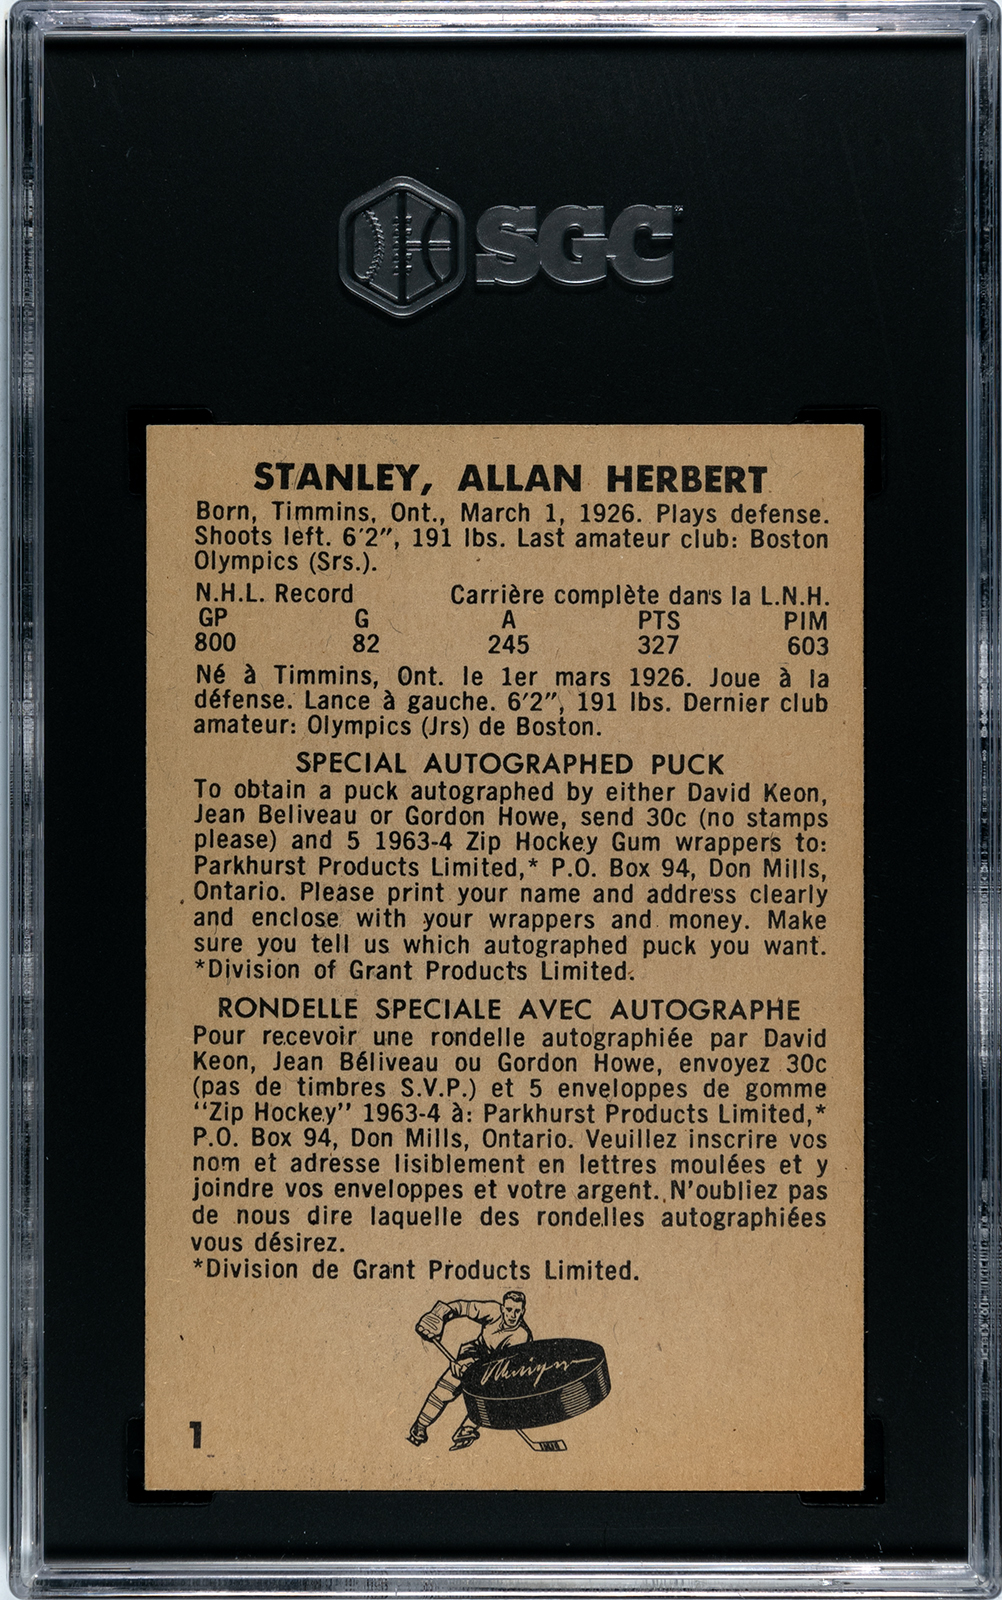 SGC
STANLEY, ALLAN HERBERT
Born, Timmins, Ont., March 1, 1926. Plays defense.
Shoots left. 6'2", 191 lbs. Last amateur club: Boston
Olympics (Srs.).
N.H.L. Record Carrière complète dans la L.N.H.
GP G A PTS PIM
800 82 245 327 603
Né à Timmins, Ont. le 1er mars 1926. Joue à la
défense. Lance à gauche. 6'2", 191 lbs. Dernier club
amateur: Olympics (Jrs) de Boston.
SPECIAL AUTOGRAPHED PUCK
To obtain a puck autographed by either David Keon,
Jean Beliveau or Gordon Howe, send 30c (no stamps
please) and 5 1963-4 Zip Hockey Gum wrappers to:
Parkhurst Products Limited,* P.O. Box 94, Don Mills,
Ontario. Please print your name and address clearly
and enclose with your wrappers and money. Make
sure you tell us which autographed puck you want.
*Division of Grant Products Limited.
RONDELLE SPECIALE AVEC AUTOGRAPHE
Pour recevoir une rondelle autographiée par David
Keon, Jean Béliveau ou Gordon Howe, envoyez 30c
(pas de timbres S.V.P.) et 5 enveloppes de gomme
"Zip Hockey" 1963-4 à: Parkhurst Products Limited,*
P.O. Box 94, Don Mills, Ontario. Veuillez inscrire vos
nom et adresse lisiblement en lettres moulées et y
joindre vos enveloppes et votre argent. N'oubliez pas
de nous dire laquelle des rondelles autographiées
vous désirez.
*Division de Grant Products Limited.
1